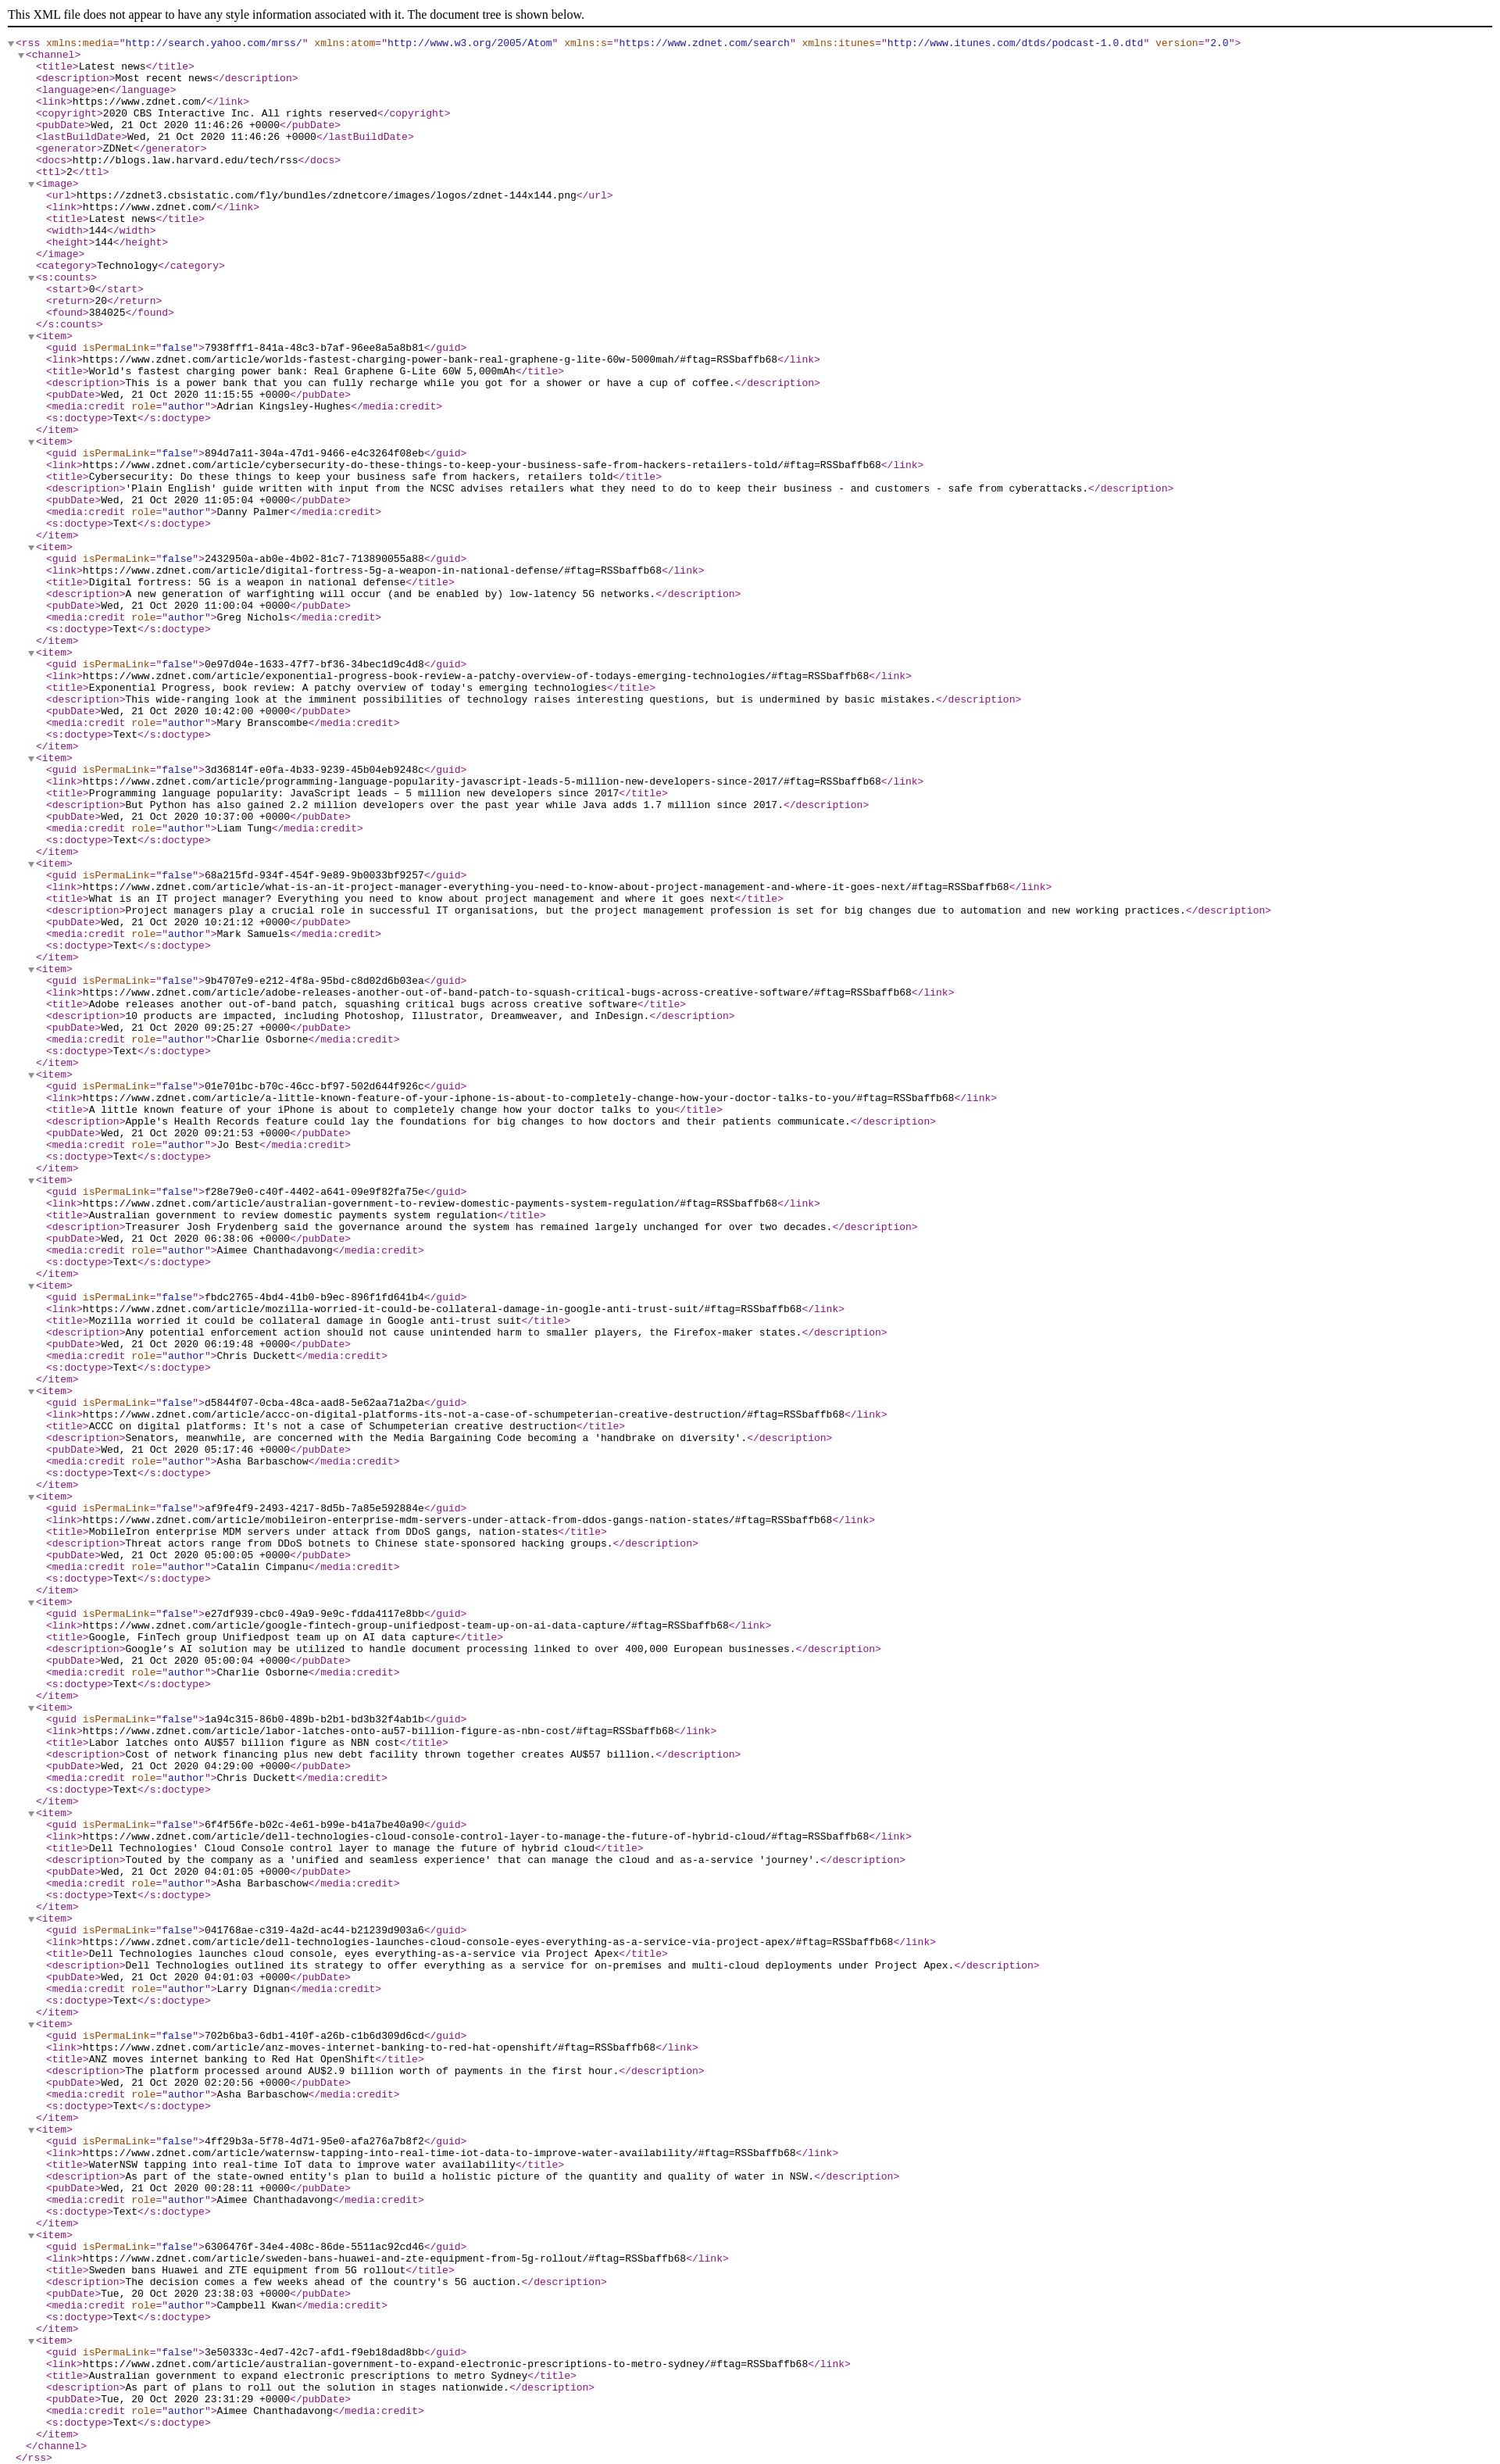 This XML file does not appear to have any style information associated with it. The document tree is shown below.
<rss xmlns:media="http://search.yahoo.com/mrss/" xmlns:atom="http://www.w3.org/2005/Atom" xmlns:s="https://www.zdnet.com/search" xmlns:itunes="http://www.itunes.com/dtds/podcast-1.0.dtd" version="2.0">
<channel>
<title>Latest news</title>
<description>Most recent news</description>
<language>en</language>
<link>https://www.zdnet.com/</link>
<copyright>2020 CBS Interactive Inc. All rights reserved</copyright>
<pubDate>Wed, 21 Oct 2020 11:46:26 +0000</pubDate>
<lastBuildDate>Wed, 21 Oct 2020 11:46:26 +0000</lastBuildDate>
<generator>ZDNet</generator>
<docs>http://blogs.law.harvard.edu/tech/rss</docs>
<ttl>2</ttl>
<image>
<url>https://zdnet3.cbsistatic.com/fly/bundles/zdnetcore/images/logos/zdnet-144x144.png</url>
<link>https://www.zdnet.com/</link>
<title>Latest news</title>
<width>144</width>
<height>144</height>
</image>
<category>Technology</category>
<s:counts>
<start>0</start>
<return>20</return>
<found>384025</found>
</s:counts>
<item>
<guid isPermaLink="false">7938fff1-841a-48c3-b7af-96ee8a5a8b81</guid>
<link>https://www.zdnet.com/article/worlds-fastest-charging-power-bank-real-graphene-g-lite-60w-5000mah/#ftag=RSSbaffb68</link>
<title>World's fastest charging power bank: Real Graphene G-Lite 60W 5,000mAh</title>
<description>This is a power bank that you can fully recharge while you got for a shower or have a cup of coffee.</description>
<pubDate>Wed, 21 Oct 2020 11:15:55 +0000</pubDate>
<media:credit role="author">Adrian Kingsley-Hughes</media:credit>
<s:doctype>Text</s:doctype>
</item>
<item>
<guid isPermaLink="false">894d7a11-304a-47d1-9466-e4c3264f08eb</guid>
<link>https://www.zdnet.com/article/cybersecurity-do-these-things-to-keep-your-business-safe-from-hackers-retailers-told/#ftag=RSSbaffb68</link>
<title>Cybersecurity: Do these things to keep your business safe from hackers, retailers told</title>
<description>'Plain English' guide written with input from the NCSC advises retailers what they need to do to keep their business - and customers - safe from cyberattacks.</description>
<pubDate>Wed, 21 Oct 2020 11:05:04 +0000</pubDate>
<media:credit role="author">Danny Palmer</media:credit>
<s:doctype>Text</s:doctype>
</item>
<item>
<guid isPermaLink="false">2432950a-ab0e-4b02-81c7-713890055a88</guid>
<link>https://www.zdnet.com/article/digital-fortress-5g-a-weapon-in-national-defense/#ftag=RSSbaffb68</link>
<title>Digital fortress: 5G is a weapon in national defense</title>
<description>A new generation of warfighting will occur (and be enabled by) low-latency 5G networks.</description>
<pubDate>Wed, 21 Oct 2020 11:00:04 +0000</pubDate>
<media:credit role="author">Greg Nichols</media:credit>
<s:doctype>Text</s:doctype>
</item>
<item>
<guid isPermaLink="false">0e97d04e-1633-47f7-bf36-34bec1d9c4d8</guid>
<link>https://www.zdnet.com/article/exponential-progress-book-review-a-patchy-overview-of-todays-emerging-technologies/#ftag=RSSbaffb68</link>
<title>Exponential Progress, book review: A patchy overview of today's emerging technologies</title>
<description>This wide-ranging look at the imminent possibilities of technology raises interesting questions, but is undermined by basic mistakes.</description>
<pubDate>Wed, 21 Oct 2020 10:42:00 +0000</pubDate>
<media:credit role="author">Mary Branscombe</media:credit>
<s:doctype>Text</s:doctype>
</item>
<item>
<guid isPermaLink="false">3d36814f-e0fa-4b33-9239-45b04eb9248c</guid>
<link>https://www.zdnet.com/article/programming-language-popularity-javascript-leads-5-million-new-developers-since-2017/#ftag=RSSbaffb68</link>
<title>Programming language popularity: JavaScript leads – 5 million new developers since 2017</title>
<description>But Python has also gained 2.2 million developers over the past year while Java adds 1.7 million since 2017.</description>
<pubDate>Wed, 21 Oct 2020 10:37:00 +0000</pubDate>
<media:credit role="author">Liam Tung</media:credit>
<s:doctype>Text</s:doctype>
</item>
<item>
<guid isPermaLink="false">68a215fd-934f-454f-9e89-9b0033bf9257</guid>
<link>https://www.zdnet.com/article/what-is-an-it-project-manager-everything-you-need-to-know-about-project-management-and-where-it-goes-next/#ftag=RSSbaffb68</link>
<title>What is an IT project manager? Everything you need to know about project management and where it goes next</title>
<description>Project managers play a crucial role in successful IT organisations, but the project management profession is set for big changes due to automation and new working practices.</description>
<pubDate>Wed, 21 Oct 2020 10:21:12 +0000</pubDate>
<media:credit role="author">Mark Samuels</media:credit>
<s:doctype>Text</s:doctype>
</item>
<item>
<guid isPermaLink="false">9b4707e9-e212-4f8a-95bd-c8d02d6b03ea</guid>
<link>https://www.zdnet.com/article/adobe-releases-another-out-of-band-patch-to-squash-critical-bugs-across-creative-software/#ftag=RSSbaffb68</link>
<title>Adobe releases another out-of-band patch, squashing critical bugs across creative software</title>
<description>10 products are impacted, including Photoshop, Illustrator, Dreamweaver, and InDesign.</description>
<pubDate>Wed, 21 Oct 2020 09:25:27 +0000</pubDate>
<media:credit role="author">Charlie Osborne</media:credit>
<s:doctype>Text</s:doctype>
</item>
<item>
<guid isPermaLink="false">01e701bc-b70c-46cc-bf97-502d644f926c</guid>
<link>https://www.zdnet.com/article/a-little-known-feature-of-your-iphone-is-about-to-completely-change-how-your-doctor-talks-to-you/#ftag=RSSbaffb68</link>
<title>A little known feature of your iPhone is about to completely change how your doctor talks to you</title>
<description>Apple's Health Records feature could lay the foundations for big changes to how doctors and their patients communicate.</description>
<pubDate>Wed, 21 Oct 2020 09:21:53 +0000</pubDate>
<media:credit role="author">Jo Best</media:credit>
<s:doctype>Text</s:doctype>
</item>
<item>
<guid isPermaLink="false">f28e79e0-c40f-4402-a641-09e9f82fa75e</guid>
<link>https://www.zdnet.com/article/australian-government-to-review-domestic-payments-system-regulation/#ftag=RSSbaffb68</link>
<title>Australian government to review domestic payments system regulation</title>
<description>Treasurer Josh Frydenberg said the governance around the system has remained largely unchanged for over two decades.</description>
<pubDate>Wed, 21 Oct 2020 06:38:06 +0000</pubDate>
<media:credit role="author">Aimee Chanthadavong</media:credit>
<s:doctype>Text</s:doctype>
</item>
<item>
<guid isPermaLink="false">fbdc2765-4bd4-41b0-b9ec-896f1fd641b4</guid>
<link>https://www.zdnet.com/article/mozilla-worried-it-could-be-collateral-damage-in-google-anti-trust-suit/#ftag=RSSbaffb68</link>
<title>Mozilla worried it could be collateral damage in Google anti-trust suit</title>
<description>Any potential enforcement action should not cause unintended harm to smaller players, the Firefox-maker states.</description>
<pubDate>Wed, 21 Oct 2020 06:19:48 +0000</pubDate>
<media:credit role="author">Chris Duckett</media:credit>
<s:doctype>Text</s:doctype>
</item>
<item>
<guid isPermaLink="false">d5844f07-0cba-48ca-aad8-5e62aa71a2ba</guid>
<link>https://www.zdnet.com/article/accc-on-digital-platforms-its-not-a-case-of-schumpeterian-creative-destruction/#ftag=RSSbaffb68</link>
<title>ACCC on digital platforms: It's not a case of Schumpeterian creative destruction</title>
<description>Senators, meanwhile, are concerned with the Media Bargaining Code becoming a 'handbrake on diversity'.</description>
<pubDate>Wed, 21 Oct 2020 05:17:46 +0000</pubDate>
<media:credit role="author">Asha Barbaschow</media:credit>
<s:doctype>Text</s:doctype>
</item>
<item>
<guid isPermaLink="false">af9fe4f9-2493-4217-8d5b-7a85e592884e</guid>
<link>https://www.zdnet.com/article/mobileiron-enterprise-mdm-servers-under-attack-from-ddos-gangs-nation-states/#ftag=RSSbaffb68</link>
<title>MobileIron enterprise MDM servers under attack from DDoS gangs, nation-states</title>
<description>Threat actors range from DDoS botnets to Chinese state-sponsored hacking groups.</description>
<pubDate>Wed, 21 Oct 2020 05:00:05 +0000</pubDate>
<media:credit role="author">Catalin Cimpanu</media:credit>
<s:doctype>Text</s:doctype>
</item>
<item>
<guid isPermaLink="false">e27df939-cbc0-49a9-9e9c-fdda4117e8bb</guid>
<link>https://www.zdnet.com/article/google-fintech-group-unifiedpost-team-up-on-ai-data-capture/#ftag=RSSbaffb68</link>
<title>Google, FinTech group Unifiedpost team up on AI data capture</title>
<description>Google’s AI solution may be utilized to handle document processing linked to over 400,000 European businesses.</description>
<pubDate>Wed, 21 Oct 2020 05:00:04 +0000</pubDate>
<media:credit role="author">Charlie Osborne</media:credit>
<s:doctype>Text</s:doctype>
</item>
<item>
<guid isPermaLink="false">1a94c315-86b0-489b-b2b1-bd3b32f4ab1b</guid>
<link>https://www.zdnet.com/article/labor-latches-onto-au57-billion-figure-as-nbn-cost/#ftag=RSSbaffb68</link>
<title>Labor latches onto AU$57 billion figure as NBN cost</title>
<description>Cost of network financing plus new debt facility thrown together creates AU$57 billion.</description>
<pubDate>Wed, 21 Oct 2020 04:29:00 +0000</pubDate>
<media:credit role="author">Chris Duckett</media:credit>
<s:doctype>Text</s:doctype>
</item>
<item>
<guid isPermaLink="false">6f4f56fe-b02c-4e61-b99e-b41a7be40a90</guid>
<link>https://www.zdnet.com/article/dell-technologies-cloud-console-control-layer-to-manage-the-future-of-hybrid-cloud/#ftag=RSSbaffb68</link>
<title>Dell Technologies' Cloud Console control layer to manage the future of hybrid cloud</title>
<description>Touted by the company as a 'unified and seamless experience' that can manage the cloud and as-a-service 'journey'.</description>
<pubDate>Wed, 21 Oct 2020 04:01:05 +0000</pubDate>
<media:credit role="author">Asha Barbaschow</media:credit>
<s:doctype>Text</s:doctype>
</item>
<item>
<guid isPermaLink="false">041768ae-c319-4a2d-ac44-b21239d903a6</guid>
<link>https://www.zdnet.com/article/dell-technologies-launches-cloud-console-eyes-everything-as-a-service-via-project-apex/#ftag=RSSbaffb68</link>
<title>Dell Technologies launches cloud console, eyes everything-as-a-service via Project Apex</title>
<description>Dell Technologies outlined its strategy to offer everything as a service for on-premises and multi-cloud deployments under Project Apex.</description>
<pubDate>Wed, 21 Oct 2020 04:01:03 +0000</pubDate>
<media:credit role="author">Larry Dignan</media:credit>
<s:doctype>Text</s:doctype>
</item>
<item>
<guid isPermaLink="false">702b6ba3-6db1-410f-a26b-c1b6d309d6cd</guid>
<link>https://www.zdnet.com/article/anz-moves-internet-banking-to-red-hat-openshift/#ftag=RSSbaffb68</link>
<title>ANZ moves internet banking to Red Hat OpenShift</title>
<description>The platform processed around AU$2.9 billion worth of payments in the first hour.</description>
<pubDate>Wed, 21 Oct 2020 02:20:56 +0000</pubDate>
<media:credit role="author">Asha Barbaschow</media:credit>
<s:doctype>Text</s:doctype>
</item>
<item>
<guid isPermaLink="false">4ff29b3a-5f78-4d71-95e0-afa276a7b8f2</guid>
<link>https://www.zdnet.com/article/waternsw-tapping-into-real-time-iot-data-to-improve-water-availability/#ftag=RSSbaffb68</link>
<title>WaterNSW tapping into real-time IoT data to improve water availability</title>
<description>As part of the state-owned entity's plan to build a holistic picture of the quantity and quality of water in NSW.</description>
<pubDate>Wed, 21 Oct 2020 00:28:11 +0000</pubDate>
<media:credit role="author">Aimee Chanthadavong</media:credit>
<s:doctype>Text</s:doctype>
</item>
<item>
<guid isPermaLink="false">6306476f-34e4-408c-86de-5511ac92cd46</guid>
<link>https://www.zdnet.com/article/sweden-bans-huawei-and-zte-equipment-from-5g-rollout/#ftag=RSSbaffb68</link>
<title>Sweden bans Huawei and ZTE equipment from 5G rollout</title>
<description>The decision comes a few weeks ahead of the country's 5G auction.</description>
<pubDate>Tue, 20 Oct 2020 23:38:03 +0000</pubDate>
<media:credit role="author">Campbell Kwan</media:credit>
<s:doctype>Text</s:doctype>
</item>
<item>
<guid isPermaLink="false">3e50333c-4ed7-42c7-afd1-f9eb18dad8bb</guid>
<link>https://www.zdnet.com/article/australian-government-to-expand-electronic-prescriptions-to-metro-sydney/#ftag=RSSbaffb68</link>
<title>Australian government to expand electronic prescriptions to metro Sydney</title>
<description>As part of plans to roll out the solution in stages nationwide.</description>
<pubDate>Tue, 20 Oct 2020 23:31:29 +0000</pubDate>
<media:credit role="author">Aimee Chanthadavong</media:credit>
<s:doctype>Text</s:doctype>
</item>
</channel>
</rss>